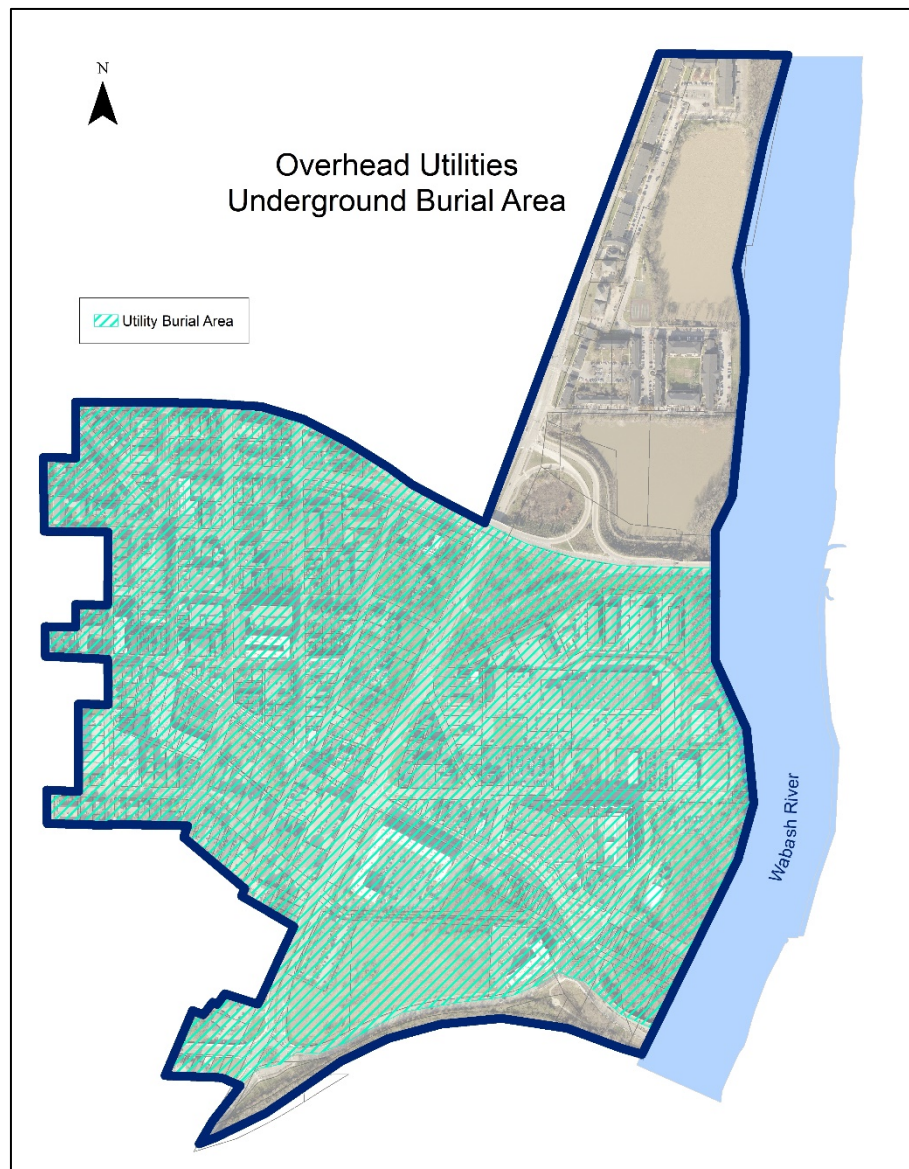 N
Overhead Utilities
Underground Burial Area
Utility Burial Area
Wabash River